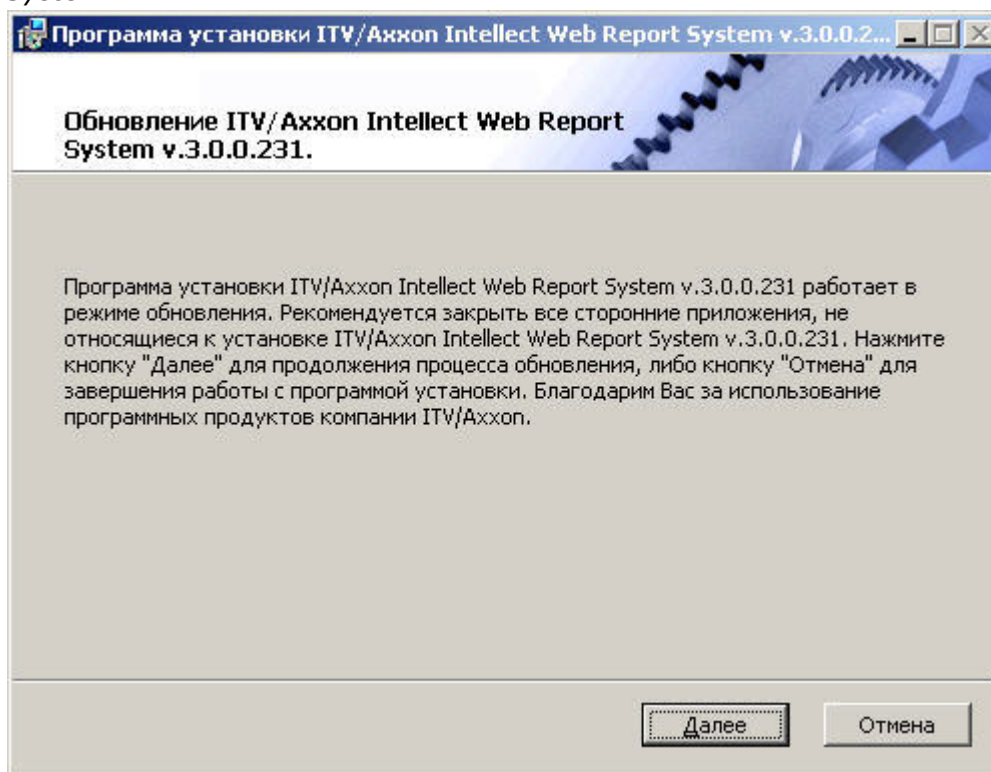 Программа установки ITV/Axxon Intellect Web Report System v.3.0.0.2...
Обновление ITV/Axxon Intellect Web Report
System v.3.0.0.231.
Программа установки ITV/Axxon Intellect Web Report System v.3.0.0.231 работает в
режиме обновления. Рекомендуется закрыть все сторонние приложения, не
относящиеся к установке ITV/Axxon Intellect Web Report System v.3.0.0.231. Нажмите
кнопку "Далее" для продолжения процесса обновления, либо кнопку "Отмена" для
завершения работы с программой установки. Благодарим Вас за использование
программных продуктов компании ITV/Axxon.
Далее
Отмена